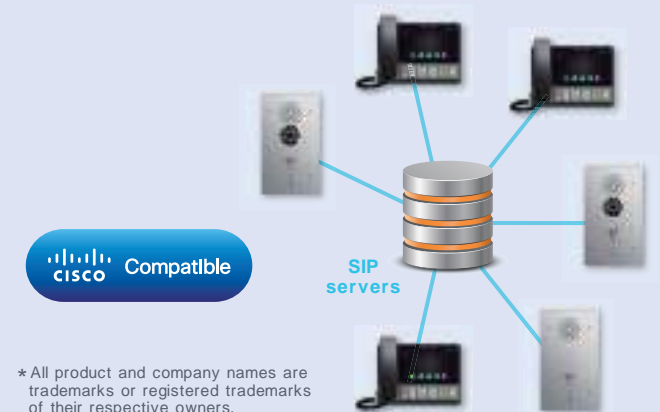 CISCO Compatible
SIP
servers
* All product and company names are
trademarks or registered trademarks
of their respective owners.